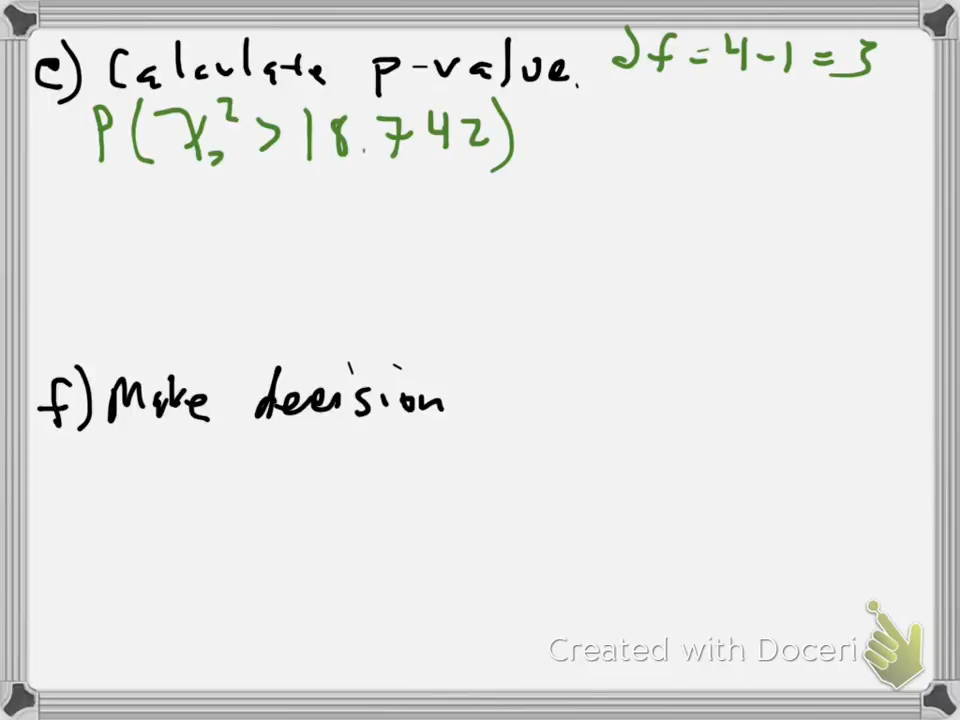 e) Calculate p-value. df = 4-1 = 3
P(χ₃² > 18.742)
f) Make decision
Created with Doceri